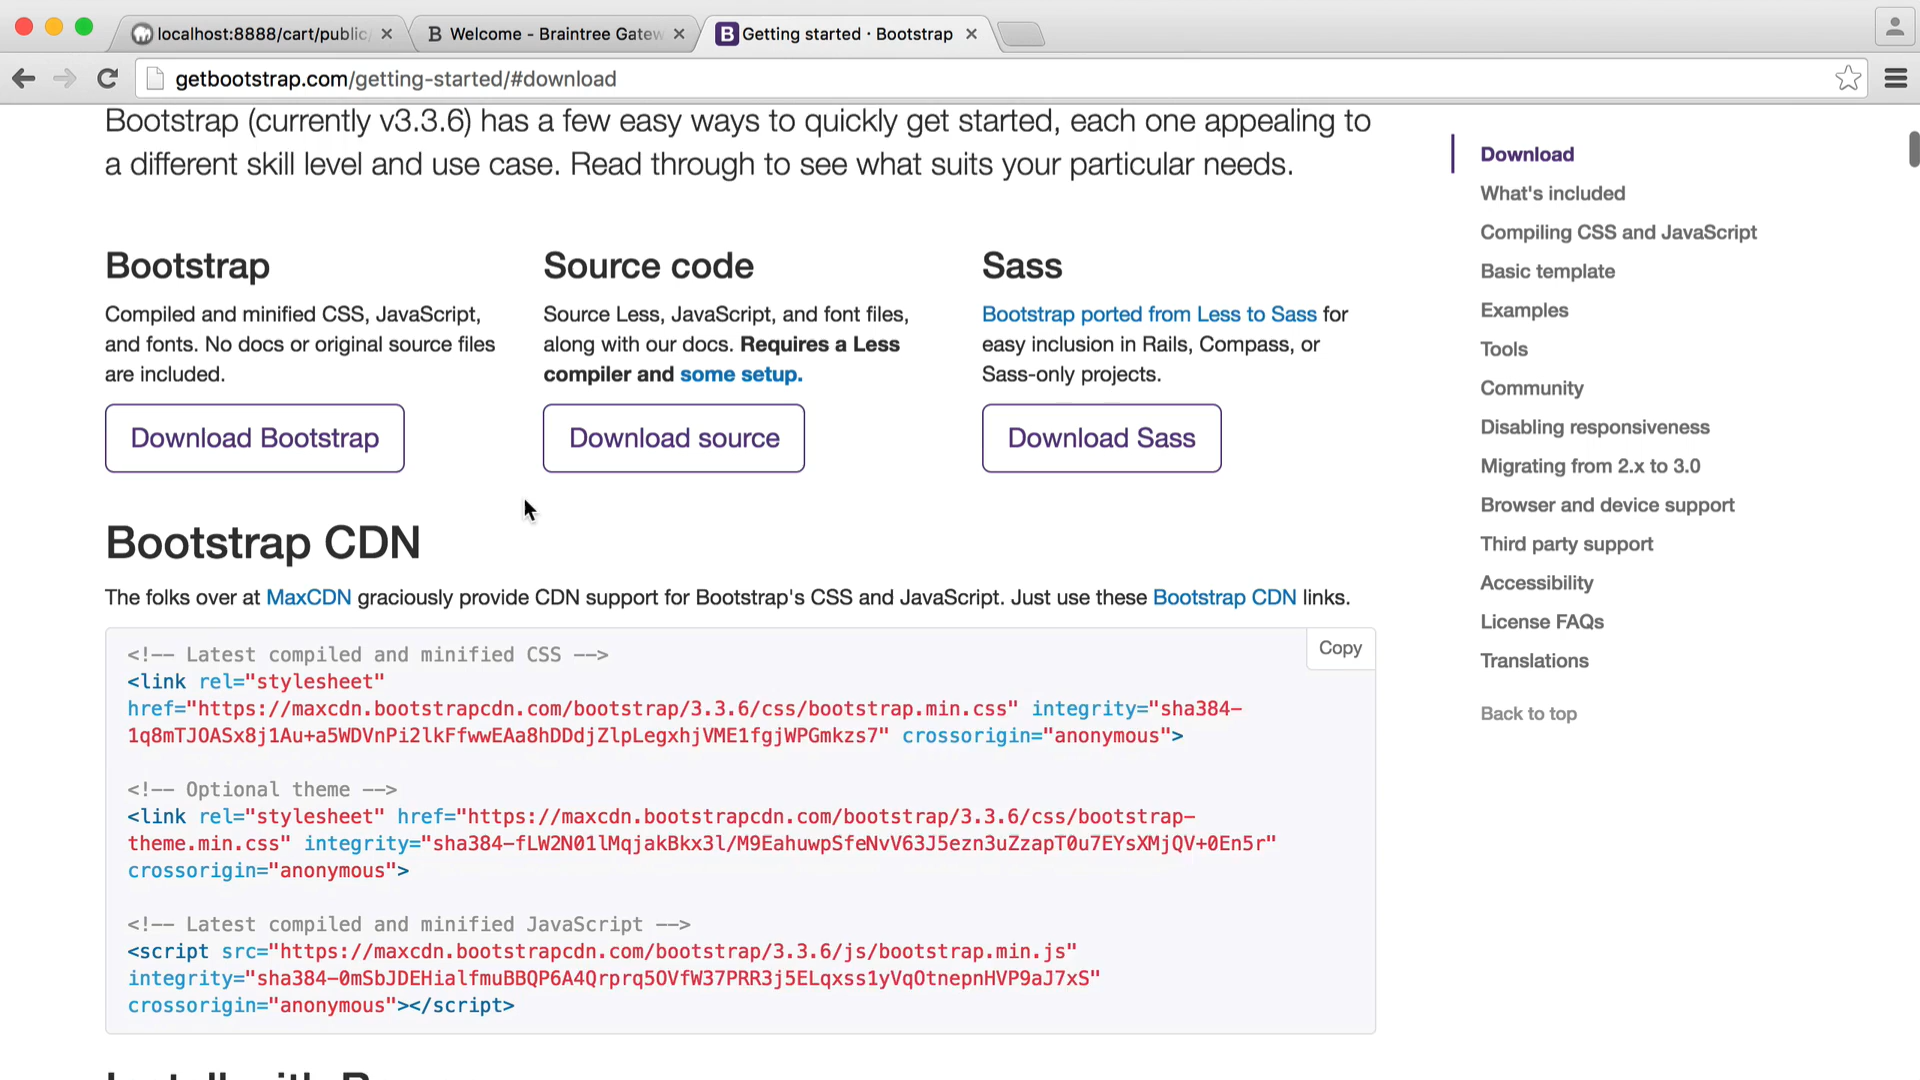 localhost:8888/cart/public/
Welcome - Braintree Gatew
Getting started · Bootstrap
getbootstrap.com/getting-started/#download
Bootstrap (currently v3.3.6) has a few easy ways to quickly get started, each one appealing to
a different skill level and use case. Read through to see what suits your particular needs.
Bootstrap
Compiled and minified CSS, JavaScript,
and fonts. No docs or original source files
are included.
Download Bootstrap
Source code
Source Less, JavaScript, and font files,
along with our docs. Requires a Less
compiler and some setup.
Download source
Sass
Bootstrap ported from Less to Sass for
easy inclusion in Rails, Compass, or
Sass-only projects.
Download Sass
Bootstrap CDN
The folks over at MaxCDN graciously provide CDN support for Bootstrap's CSS and JavaScript. Just use these Bootstrap CDN links.
Copy
<!-- Latest compiled and minified CSS -->
<link rel="stylesheet"
href="https://maxcdn.bootstrapcdn.com/bootstrap/3.3.6/css/bootstrap.min.css" integrity="sha384-
1q8mTJOASx8j1Au+a5WDVnPi2lkFfwwEAa8hDDdjZlpLegxhjVME1fgjWPGmkzs7" crossorigin="anonymous">
<!-- Optional theme -->
<link rel="stylesheet" href="https://maxcdn.bootstrapcdn.com/bootstrap/3.3.6/css/bootstrap-
theme.min.css" integrity="sha384-fLW2N01lMqjakBkx3l/M9EahuwpSfeNvV63J5ezn3uZzapT0u7EYsXMjQV+0En5r"
crossorigin="anonymous">
<!-- Latest compiled and minified JavaScript -->
<script src="https://maxcdn.bootstrapcdn.com/bootstrap/3.3.6/js/bootstrap.min.js"
integrity="sha384-0mSbJDEHialfmuBBQP6A4Qrprq5OVfW37PRR3j5ELqxss1yVqOtnepnHVP9aJ7xS"
crossorigin="anonymous"></script>
Download
What's included
Compiling CSS and JavaScript
Basic template
Examples
Tools
Community
Disabling responsiveness
Migrating from 2.x to 3.0
Browser and device support
Third party support
Accessibility
License FAQs
Translations
Back to top